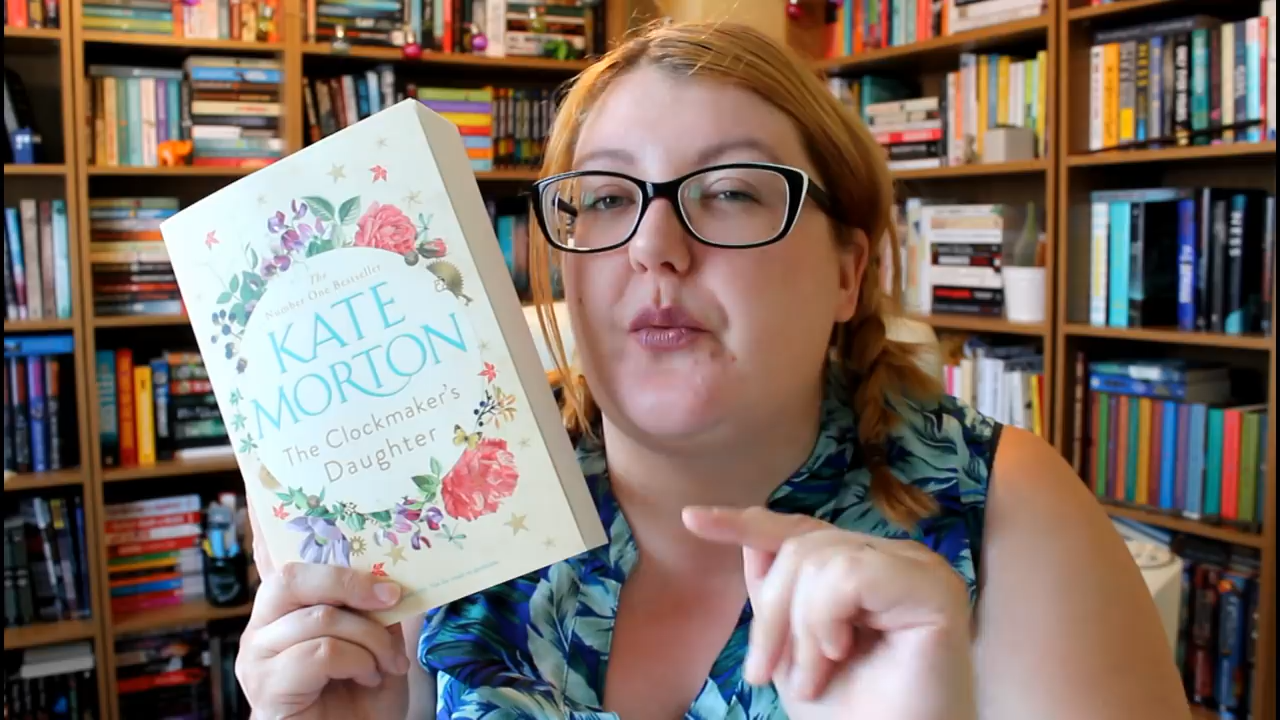 The
Number One Bestseller
KATE
MORTON
The Clockmaker's
Daughter